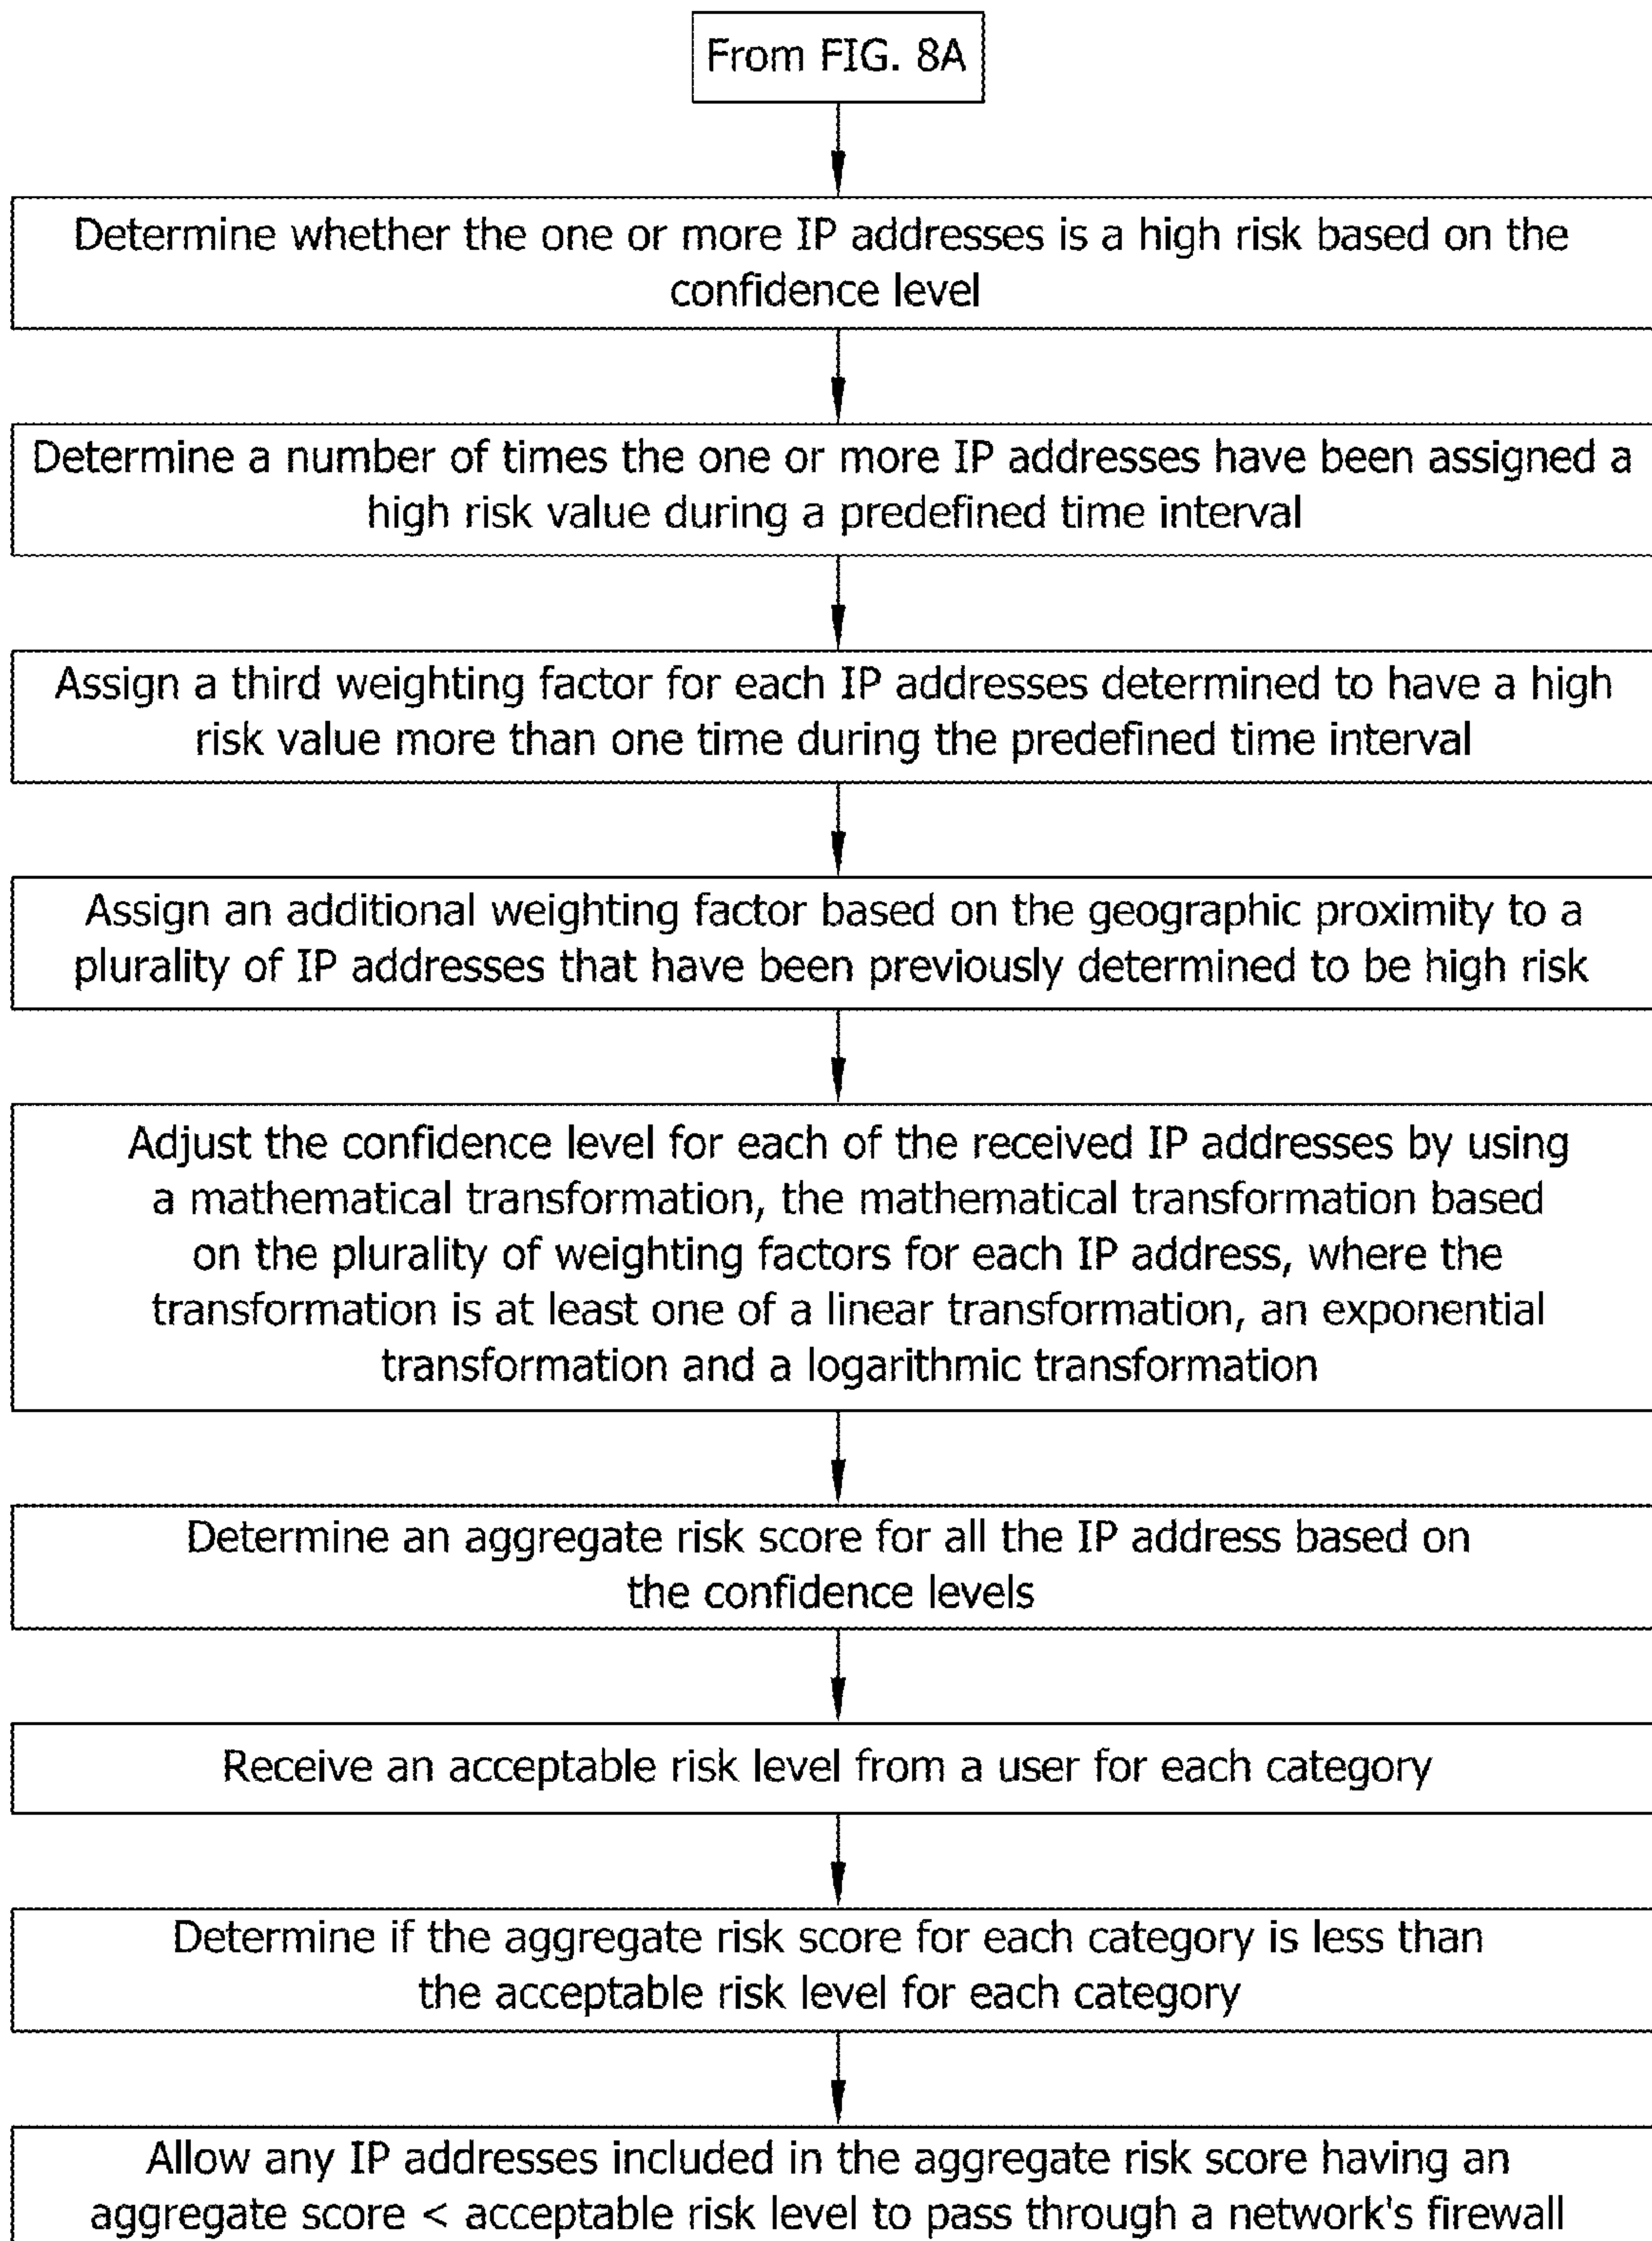 From FIG. 8A
Determine whether the one or more IP addresses is a high risk based on the
confidence level
Determine a number of times the one or more IP addresses have been assigned a
high risk value during a predefined time interval
Assign a third weighting factor for each IP addresses determined to have a high
risk value more than one time during the predefined time interval
Assign an additional weighting factor based on the geographic proximity to a
plurality of IP addresses that have been previously determined to be high risk
Adjust the confidence level for each of the received IP addresses by using
a mathematical transformation, the mathematical transformation based
on the plurality of weighting factors for each IP address, where the
transformation is at least one of a linear transformation, an exponential
transformation and a logarithmic transformation
Determine an aggregate risk score for all the IP address based on
the confidence levels
Receive an acceptable risk level from a user for each category
Determine if the aggregate risk score for each category is less than
the acceptable risk level for each category
Allow any IP addresses included in the aggregate risk score having an
aggregate score < acceptable risk level to pass through a network's firewall